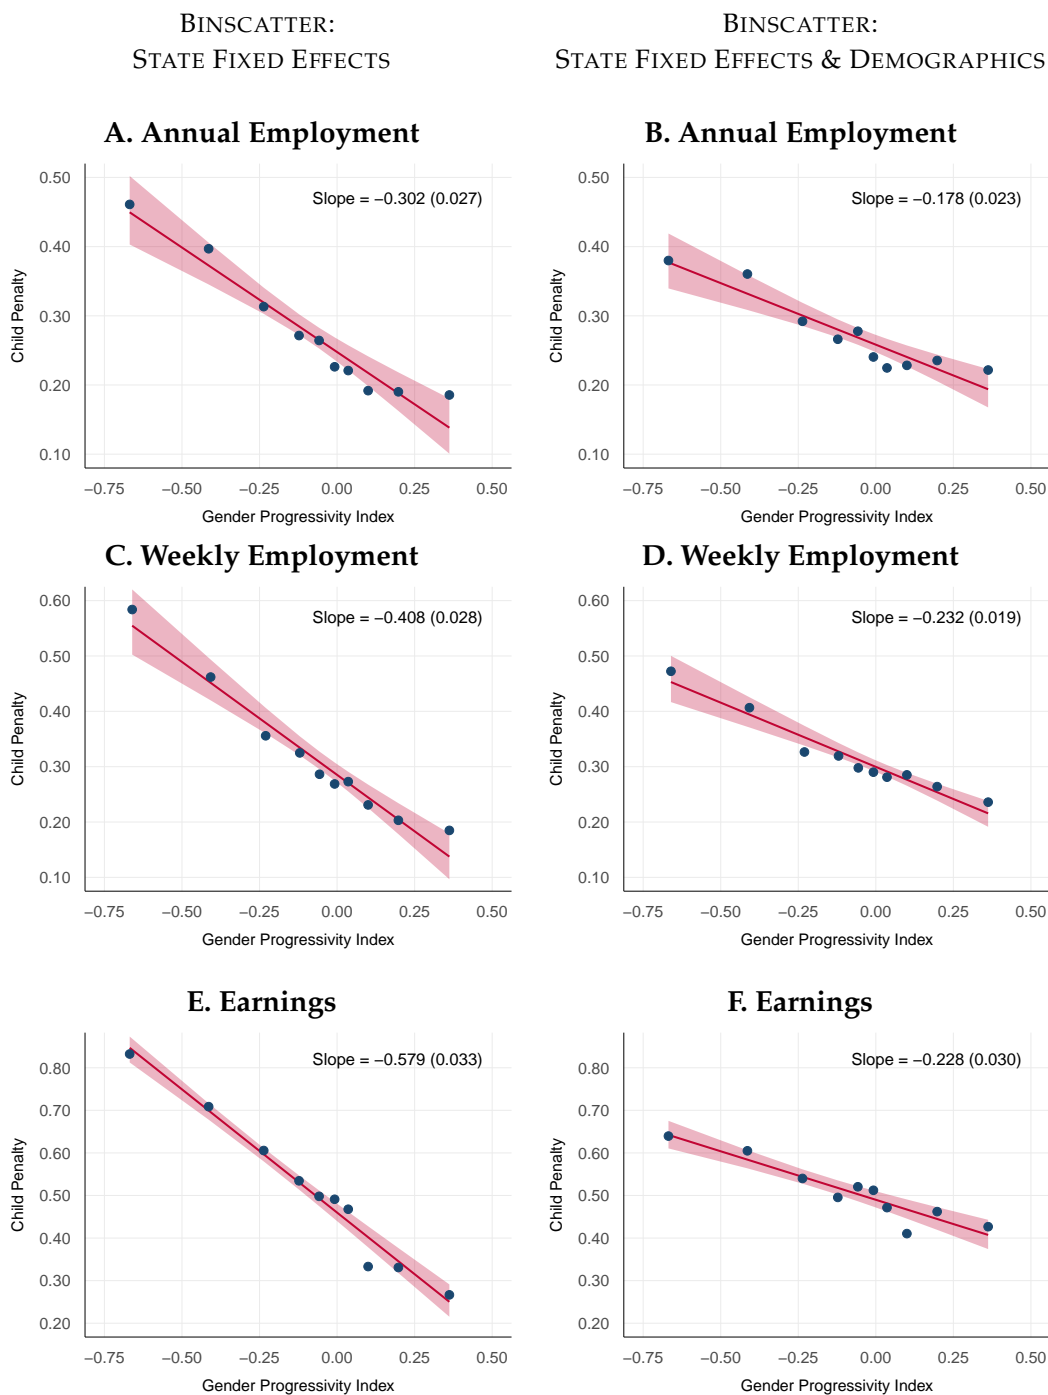 BINSCATTER:
STATE FIXED EFFECTS
BINSCATTER:
STATE FIXED EFFECTS & DEMOGRAPHICS
A. Annual Employment
Slope = −0.302 (0.027)
Child Penalty
0.50
0.40
0.30
0.20
0.10
−0.75 −0.50 −0.25 0.00 0.25 0.50
Gender Progressivity Index
B. Annual Employment
Slope = −0.178 (0.023)
Child Penalty
0.50
0.40
0.30
0.20
0.10
−0.75 −0.50 −0.25 0.00 0.25 0.50
Gender Progressivity Index
C. Weekly Employment
Slope = −0.408 (0.028)
Child Penalty
0.60
0.50
0.40
0.30
0.20
0.10
−0.75 −0.50 −0.25 0.00 0.25 0.50
Gender Progressivity Index
D. Weekly Employment
Slope = −0.232 (0.019)
Child Penalty
0.60
0.50
0.40
0.30
0.20
0.10
−0.75 −0.50 −0.25 0.00 0.25 0.50
Gender Progressivity Index
E. Earnings
Slope = −0.579 (0.033)
Child Penalty
0.80
0.70
0.60
0.50
0.40
0.30
0.20
−0.75 −0.50 −0.25 0.00 0.25 0.50
Gender Progressivity Index
F. Earnings
Slope = −0.228 (0.030)
Child Penalty
0.80
0.70
0.60
0.50
0.40
0.30
0.20
−0.75 −0.50 −0.25 0.00 0.25 0.50
Gender Progressivity Index